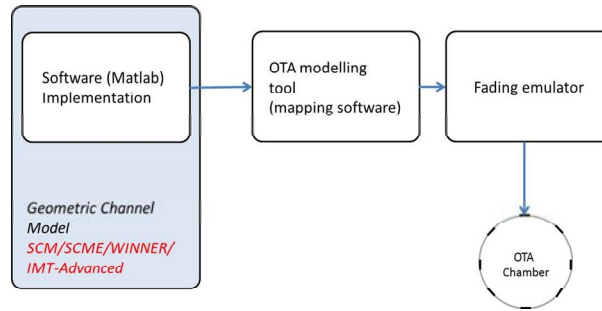 Software (Matlab)
Implementation
OTA modelling
tool
(mapping software)
Fading emulator
Geometric Channel
Model
SCM/SCME/WINNER/
IMT-Advanced
OTA
Chamber